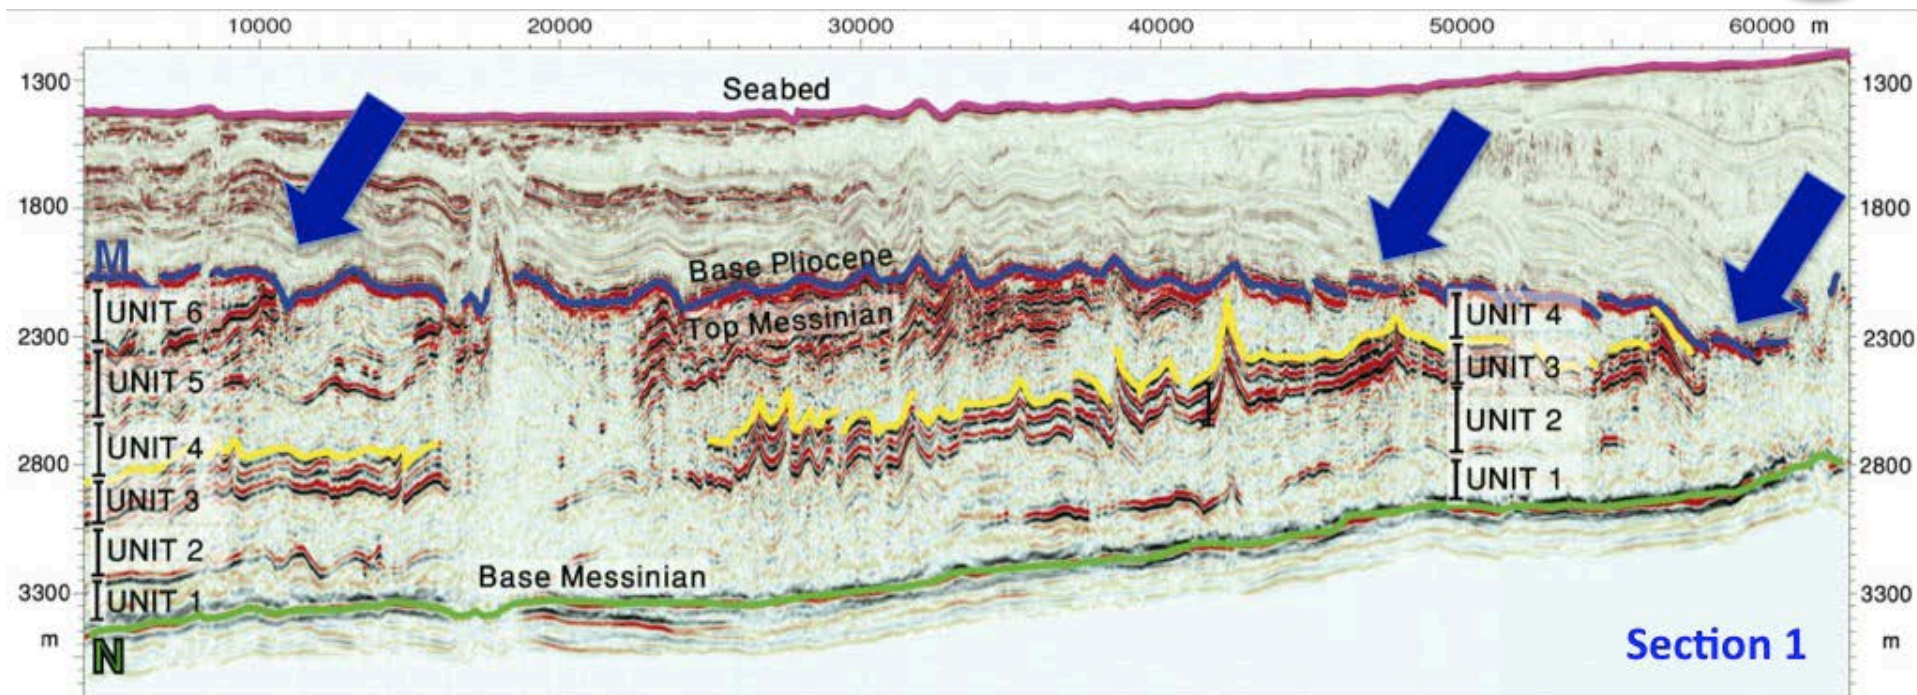 10000 20000 30000 40000 50000 60000 m
1300 Seabed 1300
1800 1800
M Base Pliocene
UNIT 6 Top Messinian UNIT 4
2300 2300
UNIT 5 UNIT 3
UNIT 4 UNIT 2
2800 2800
UNIT 3 UNIT 1
UNIT 2
Base Messinian
3300 3300
UNIT 1
m m
N Section 1